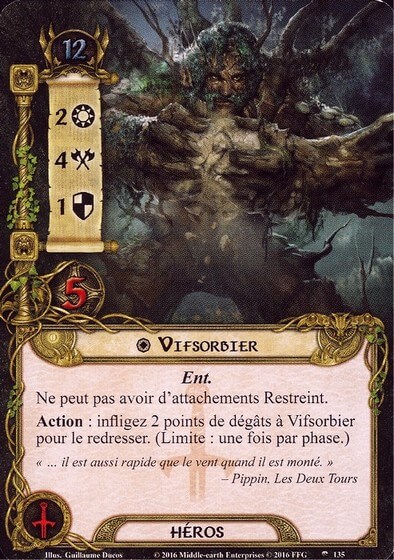 12
2
4
1
5
Vifsorbier
Ent.
Ne peut pas avoir d'attachements Restreint.
Action : infligez 2 points de dégâts à Vifsorbier
pour le redresser. (Limite : une fois par phase.)
« ... il est aussi rapide que le vent quand il est monté. »
– Pippin, Les Deux Tours
HÉROS
Illus. Guillaume Ducos © 2016 Middle-earth Enterprises © 2016 FFG 135